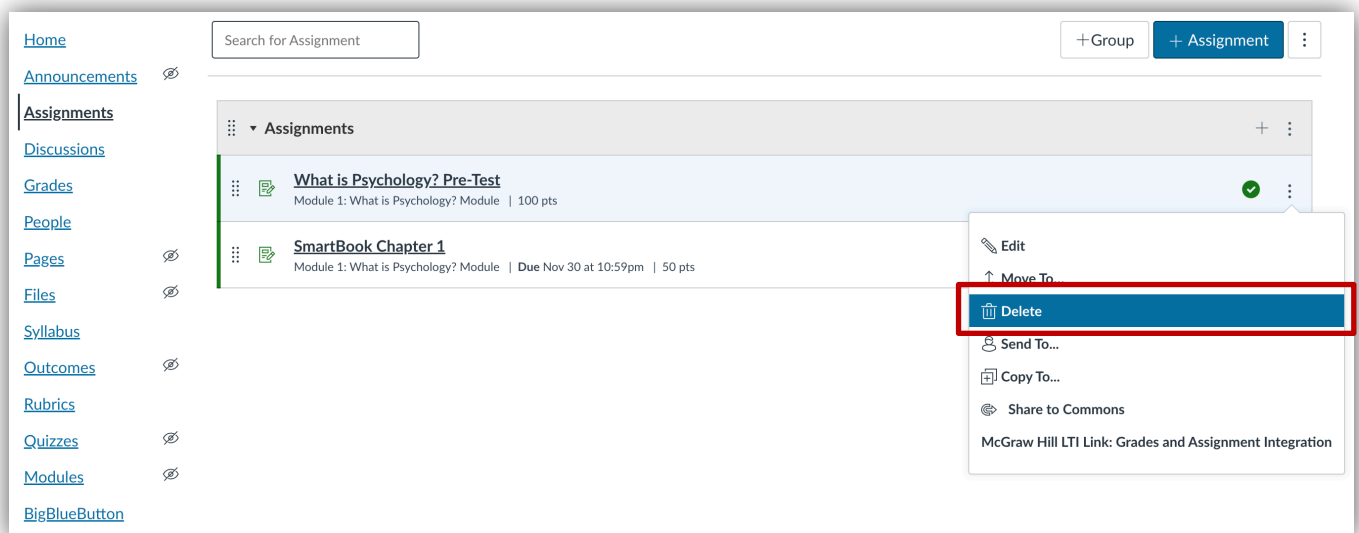 Home
Search for Assignment
+Group
+ Assignment
Announcements
Assignments
Discussions
Grades
People
Pages
Files
Syllabus
Outcomes
Rubrics
Quizzes
Modules
BigBlueButton
Assignments
What is Psychology? Pre-Test
Module 1: What is Psychology? Module | 100 pts
SmartBook Chapter 1
Module 1: What is Psychology? Module | Due Nov 30 at 10:59pm | 50 pts
Edit
Move To...
Delete
Send To...
Copy To...
Share to Commons
McGraw Hill LTI Link: Grades and Assignment Integration